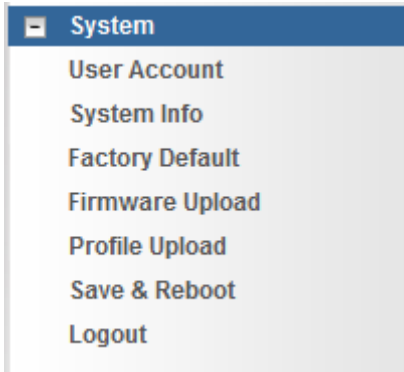 System
User Account
System Info
Factory Default
Firmware Upload
Profile Upload
Save & Reboot
Logout